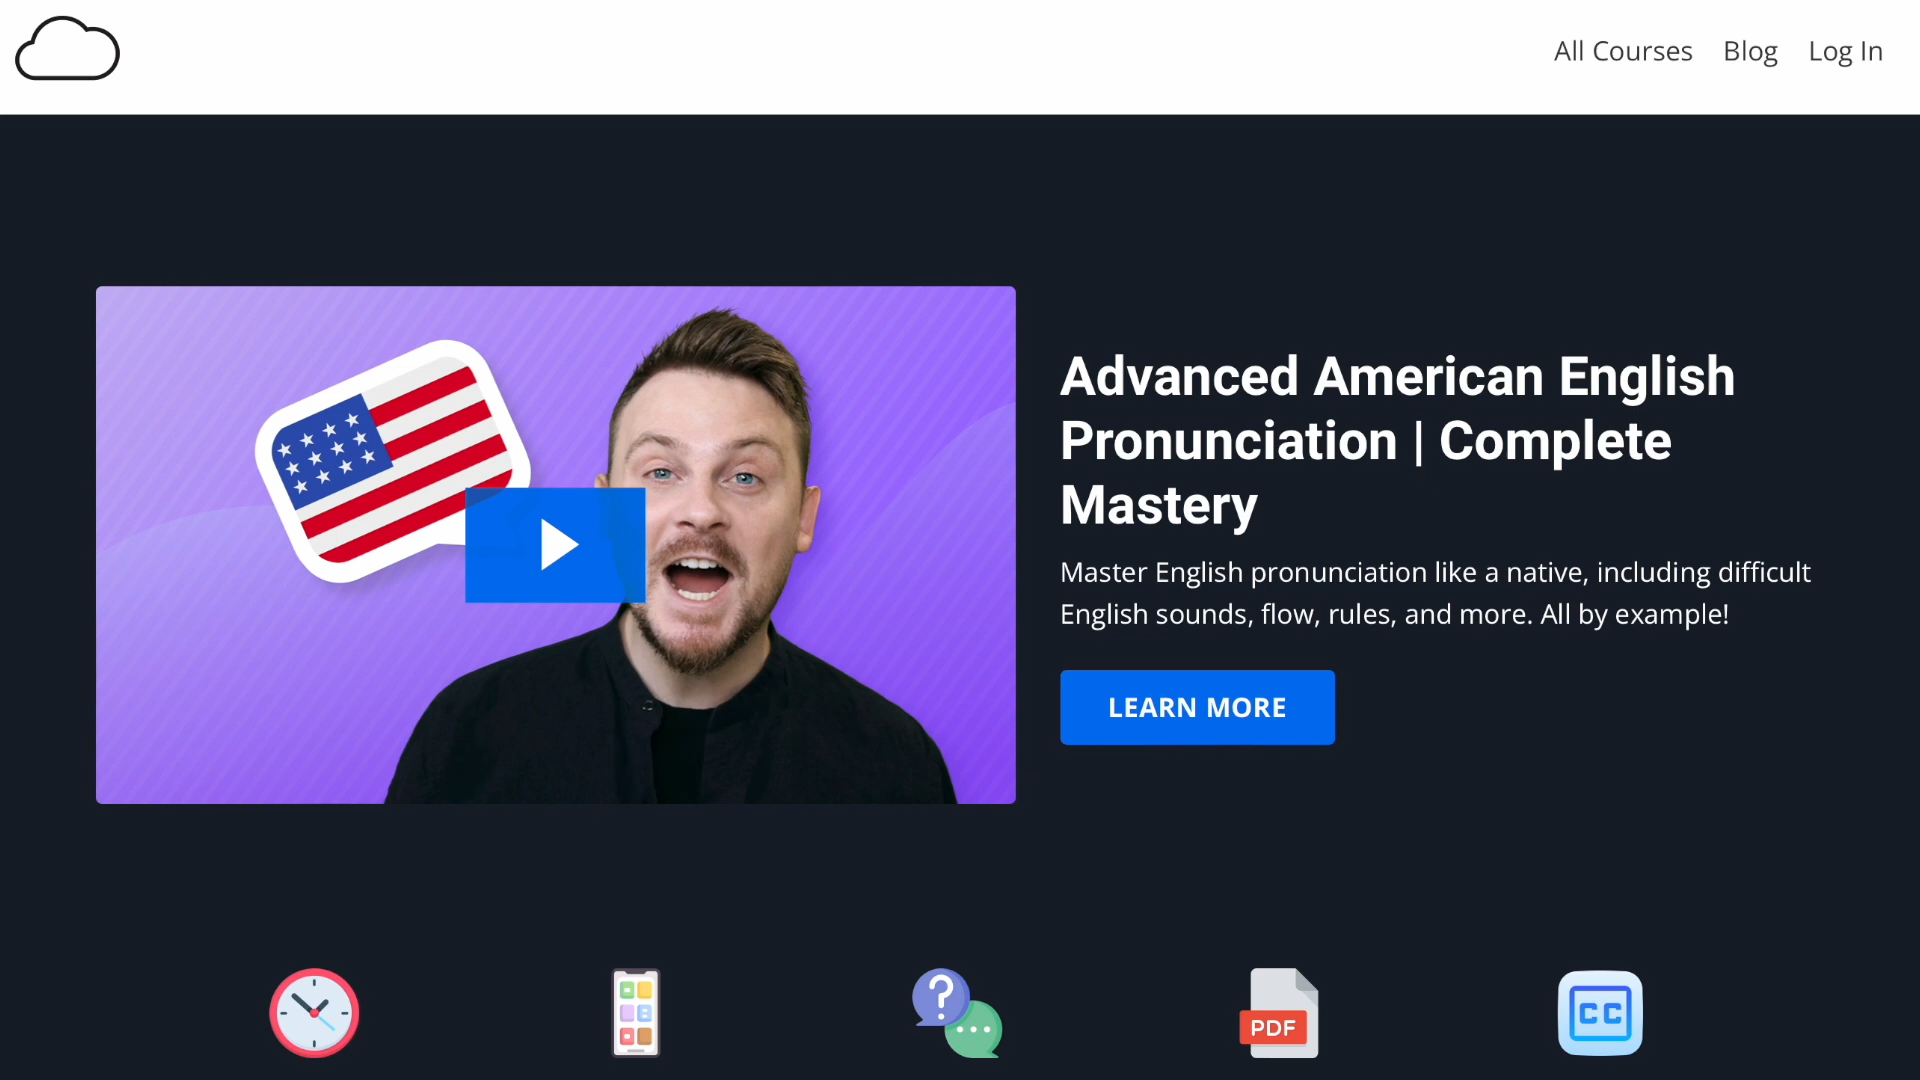 All Courses Blog Log In
Advanced American English
Pronunciation | Complete
Mastery
Master English pronunciation like a native, including difficult
English sounds, flow, rules, and more. All by example!
LEARN MORE
?
PDF
CC